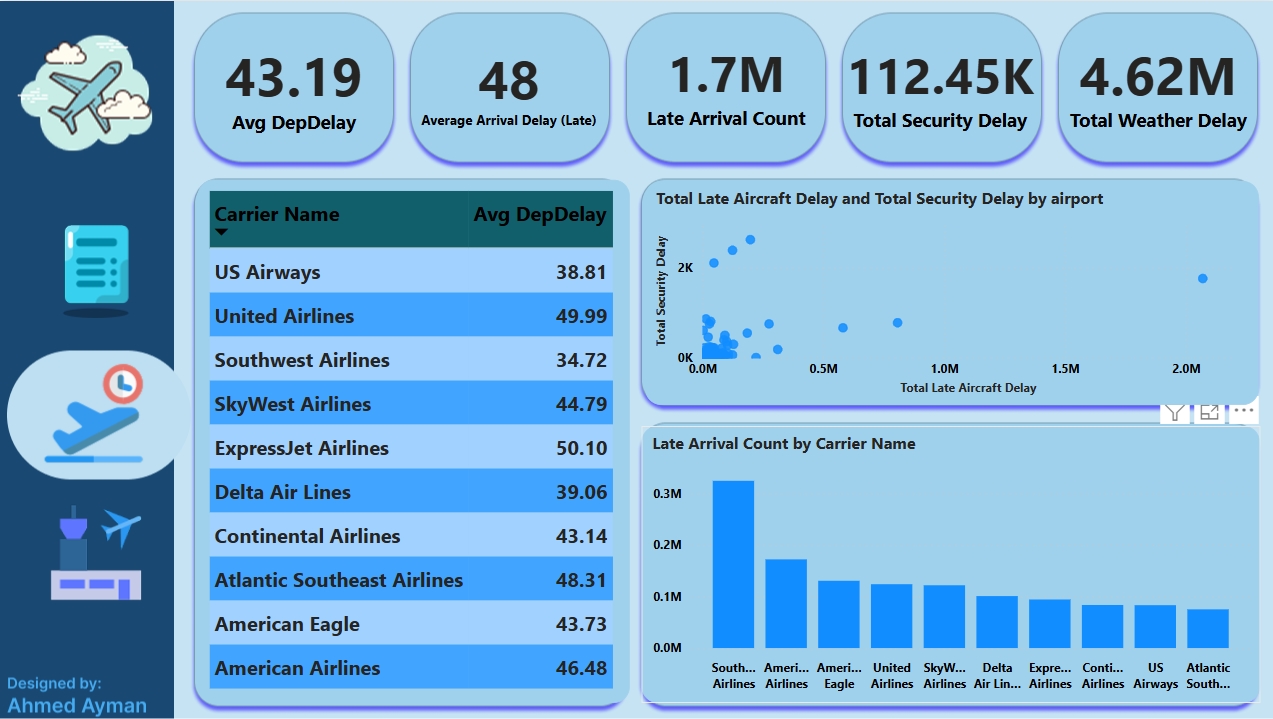 43.19
Avg DepDelay
48
Average Arrival Delay (Late)
1.7M
Late Arrival Count
112.45K
Total Security Delay
4.62M
Total Weather Delay
Carrier Name Avg DepDelay
US Airways 38.81
United Airlines 49.99
Southwest Airlines 34.72
SkyWest Airlines 44.79
ExpressJet Airlines 50.10
Delta Air Lines 39.06
Continental Airlines 43.14
Atlantic Southeast Airlines 48.31
American Eagle 43.73
American Airlines 46.48
Total Late Aircraft Delay and Total Security Delay by airport
Total Security Delay
2K
0K
0.0M 0.5M 1.0M 1.5M 2.0M
Total Late Aircraft Delay
Late Arrival Count by Carrier Name
0.3M
0.2M
0.1M
0.0M
South... Ameri... Ameri... United SkyW... Delta Expre... Conti... US Atlantic
Airlines Airlines Eagle Airlines Airlines Air Lin... Airlines Airlines Airways South...
Designed by:
Ahmed Ayman